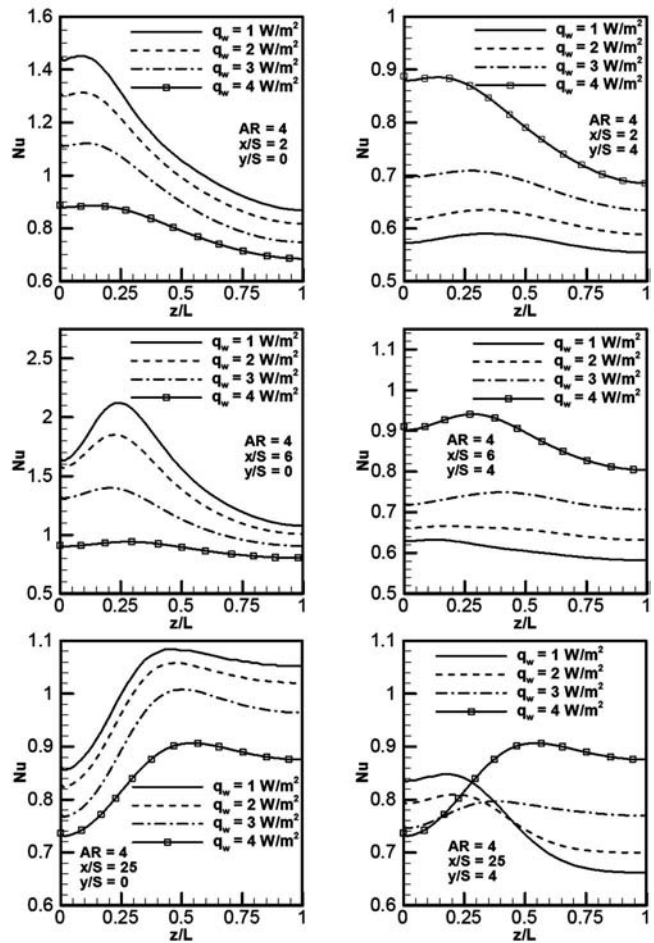 q_w = 1 W/m²
q_w = 2 W/m²
q_w = 3 W/m²
q_w = 4 W/m²
AR = 4
x/S = 2
y/S = 0
Nu
1.6
1.4
1.2
1
0.8
0.6
0 0.25 0.5 0.75 1
z/L
q_w = 1 W/m²
q_w = 2 W/m²
q_w = 3 W/m²
q_w = 4 W/m²
AR = 4
x/S = 2
y/S = 4
Nu
1
0.9
0.8
0.7
0.6
0.5
0 0.25 0.5 0.75 1
z/L
q_w = 1 W/m²
q_w = 2 W/m²
q_w = 3 W/m²
q_w = 4 W/m²
AR = 4
x/S = 6
y/S = 0
Nu
2.5
2
1.5
1
0.5
0 0.25 0.5 0.75 1
z/L
q_w = 1 W/m²
q_w = 2 W/m²
q_w = 3 W/m²
q_w = 4 W/m²
AR = 4
x/S = 6
y/S = 4
Nu
1.1
1
0.9
0.8
0.7
0.6
0.5
0 0.25 0.5 0.75 1
z/L
Nu
1.1
1
0.9
0.8
0.7
0.6
q_w = 1 W/m²
q_w = 2 W/m²
q_w = 3 W/m²
q_w = 4 W/m²
AR = 4
x/S = 25
y/S = 0
0 0.25 0.5 0.75 1
z/L
q_w = 1 W/m²
q_w = 2 W/m²
q_w = 3 W/m²
q_w = 4 W/m²
Nu
1.1
1
0.9
0.8
0.7
0.6
AR = 4
x/S = 25
y/S = 4
0 0.25 0.5 0.75 1
z/L